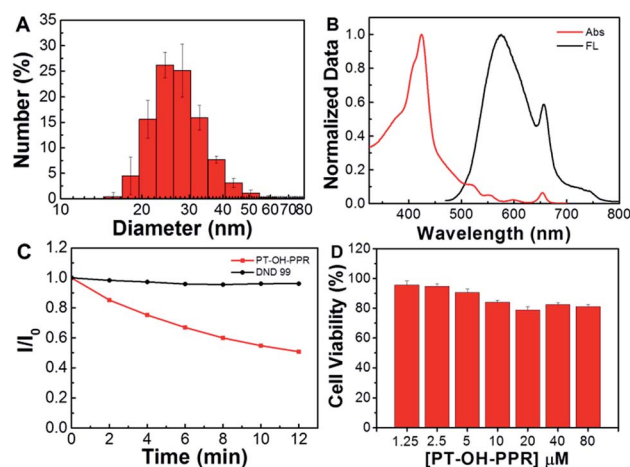 A
35
30
25
20
15
10
5
0
Number (%)
10 20 30 40 50 60 70 80
Diameter (nm)
B
Abs
FL
1.0
0.8
0.6
0.4
0.2
0.0
Normalized Data
400 500 600 700 800
Wavelength (nm)
C
PT-OH-PPR
DND 99
1.2
1.0
0.8
0.6
0.4
0.2
0.0
I/I0
0 2 4 6 8 10 12
Time (min)
D
120
100
80
60
40
20
0
Cell Viability (%)
1.25 2.5 5 10 20 40 80
[PT-OH-PPR] μM